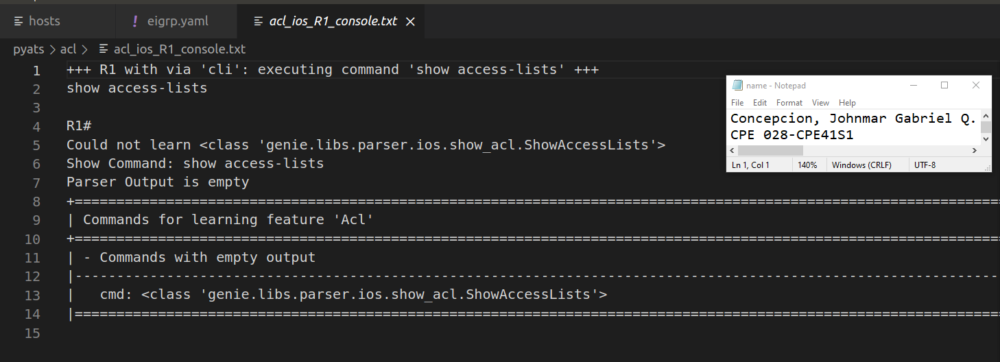 hosts
! eigrp.yaml
acl_ios_R1_console.txt
pyats > acl > acl_ios_R1_console.txt
1 +++ R1 with via 'cli': executing command 'show access-lists' +++
2 show access-lists
3
4 R1#
5 Could not learn <class 'genie.libs.parser.ios.show_acl.ShowAccessLists'>
6 Show Command: show access-lists
7 Parser Output is empty
8 +==============================================================================================================
9 | Commands for learning feature 'Acl'
10 +==============================================================================================================
11 | - Commands with empty output
12 |--------------------------------------------------------------------------------------------------------------
13 |   cmd: <class 'genie.libs.parser.ios.show_acl.ShowAccessLists'>
14 |==============================================================================================================
15
name - Notepad
File Edit Format View Help
Concepcion, Johnmar Gabriel Q.
CPE 028-CPE41S1
Ln 1, Col 1 140% Windows (CRLF) UTF-8